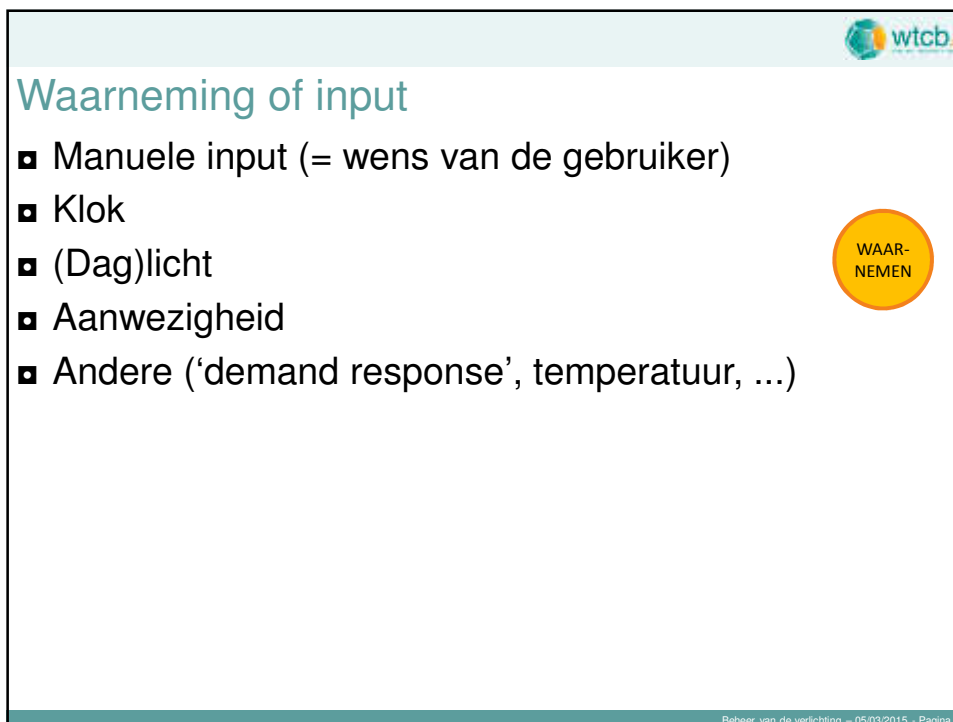 wtcb
Waarneming of input
Manuele input (= wens van de gebruiker)
Klok
(Dag)licht
Aanwezigheid
Andere (‘demand response’, temperatuur, ...)
WAAR-
NEMEN
Beheer van de verlichting – 05/03/2015 - Pagina